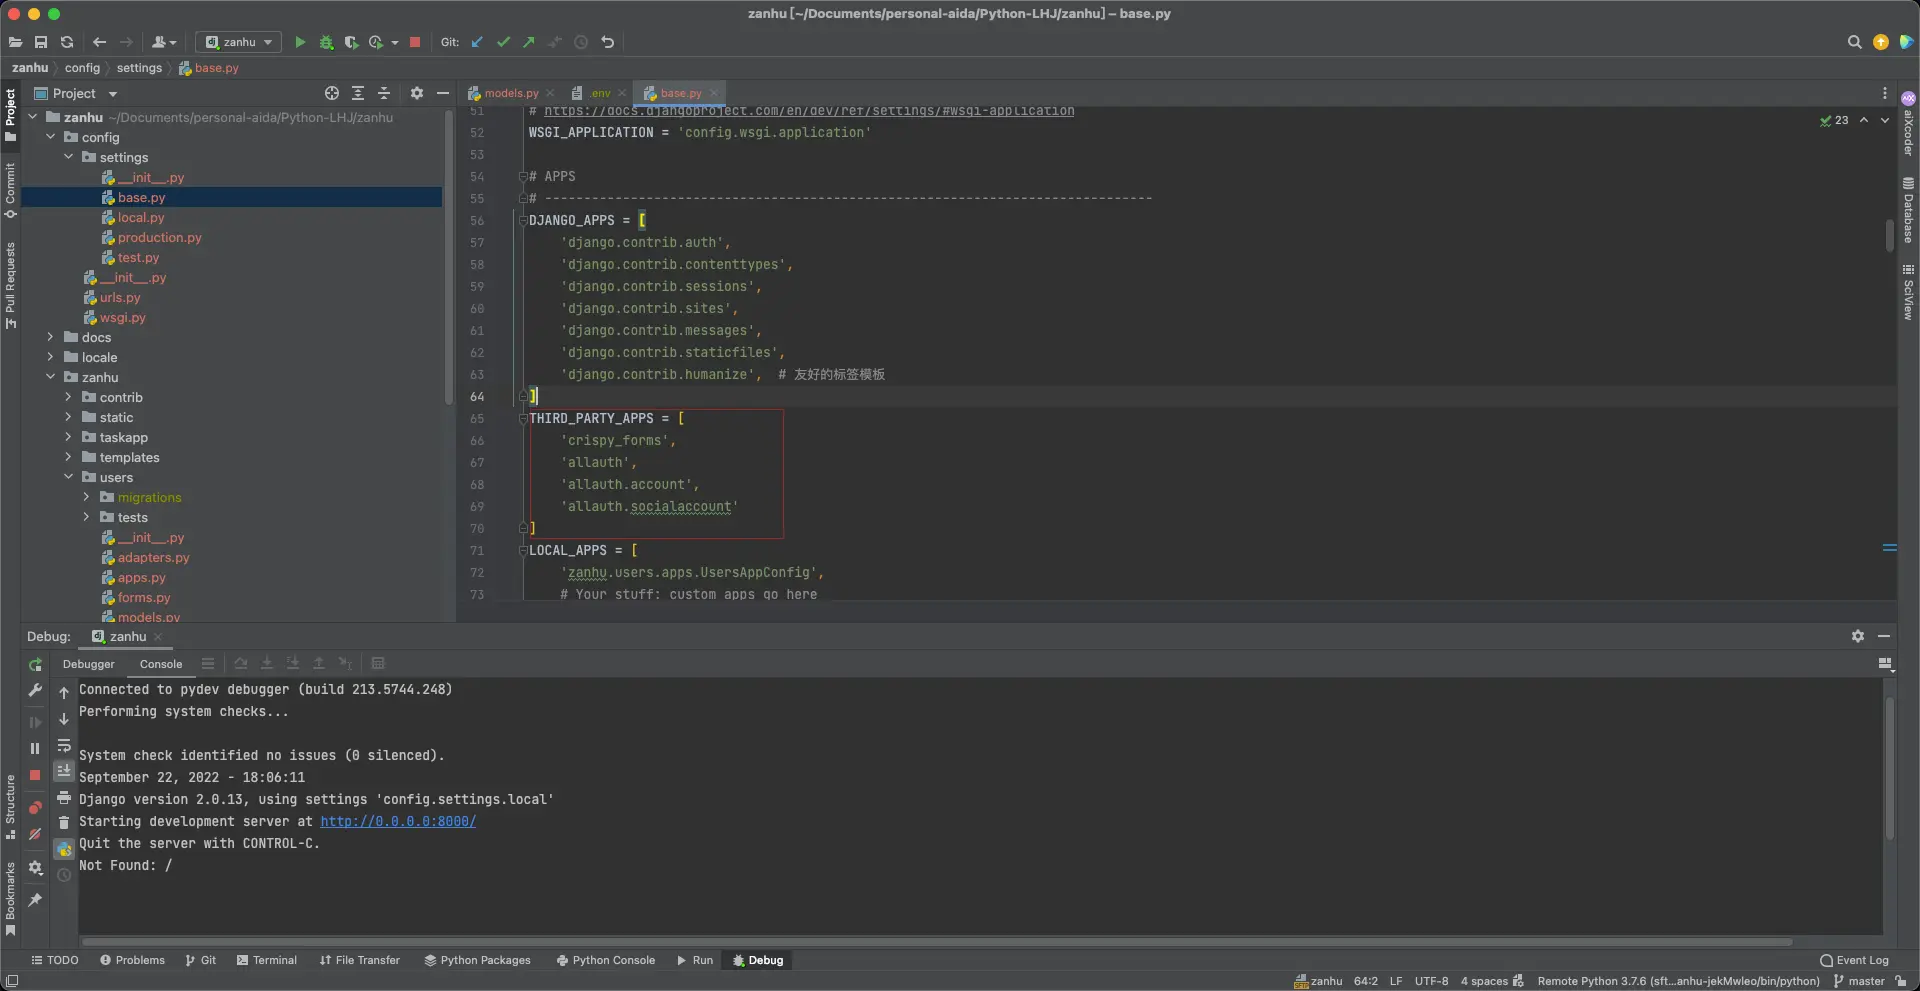 zanhu [~/Documents/personal-aida/Python-LHJ/zanhu] – base.py
zanhu
Git:
zanhu config settings base.py
Project
models.py
.env
base.py
Project
Commit
Pull Requests
Structure
Bookmarks
zanhu ~/Documents/personal-aida/Python-LHJ/zanhu
config
settings
__init__.py
base.py
local.py
production.py
test.py
__init__.py
urls.py
wsgi.py
docs
locale
zanhu
contrib
static
taskapp
templates
users
migrations
tests
__init__.py
adapters.py
apps.py
forms.py
models.py
51 # https://docs.djangoproject.com/en/dev/ref/settings/#wsgi-application
52 WSGI_APPLICATION = 'config.wsgi.application'
53
54 # APPS
55 # ------------------------------------------------------------------------------
56 DJANGO_APPS = [
57 'django.contrib.auth',
58 'django.contrib.contenttypes',
59 'django.contrib.sessions',
60 'django.contrib.sites',
61 'django.contrib.messages',
62 'django.contrib.staticfiles',
63 'django.contrib.humanize', # 友好的标签模板
64 ]
65 THIRD_PARTY_APPS = [
66 'crispy_forms',
67 'allauth',
68 'allauth.account',
69 'allauth.socialaccount'
70 ]
71 LOCAL_APPS = [
72 'zanhu.users.apps.UsersAppConfig',
73 # Your stuff: custom apps go here
23
aiXcoder
Database
SciView
Debug: zanhu
Debugger Console
Connected to pydev debugger (build 213.5744.248)
Performing system checks...
System check identified no issues (0 silenced).
September 22, 2022 - 18:06:11
Django version 2.0.13, using settings 'config.settings.local'
Starting development server at http://0.0.0.0:8000/
Quit the server with CONTROL-C.
Not Found: /
TODO Problems Git Terminal File Transfer Python Packages Python Console Run Debug Event Log
zanhu 64:2 LF UTF-8 4 spaces Remote Python 3.7.6 (sft...anhu-jekMwleo/bin/python) master